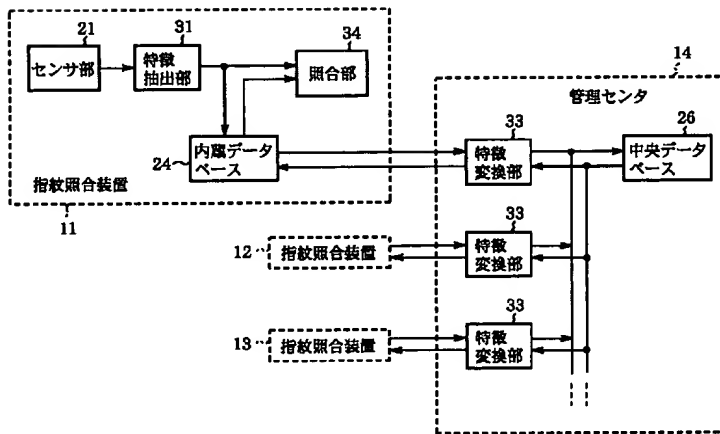 21
センサ部
31
特徴
抽出部
34
照合部
24
内蔵データ
ベース
指紋照合装置
11
14
管理センタ
33
特徴
変換部
26
中央データ
ベース
12
指紋照合装置
33
特徴
変換部
13
指紋照合装置
33
特徴
変換部